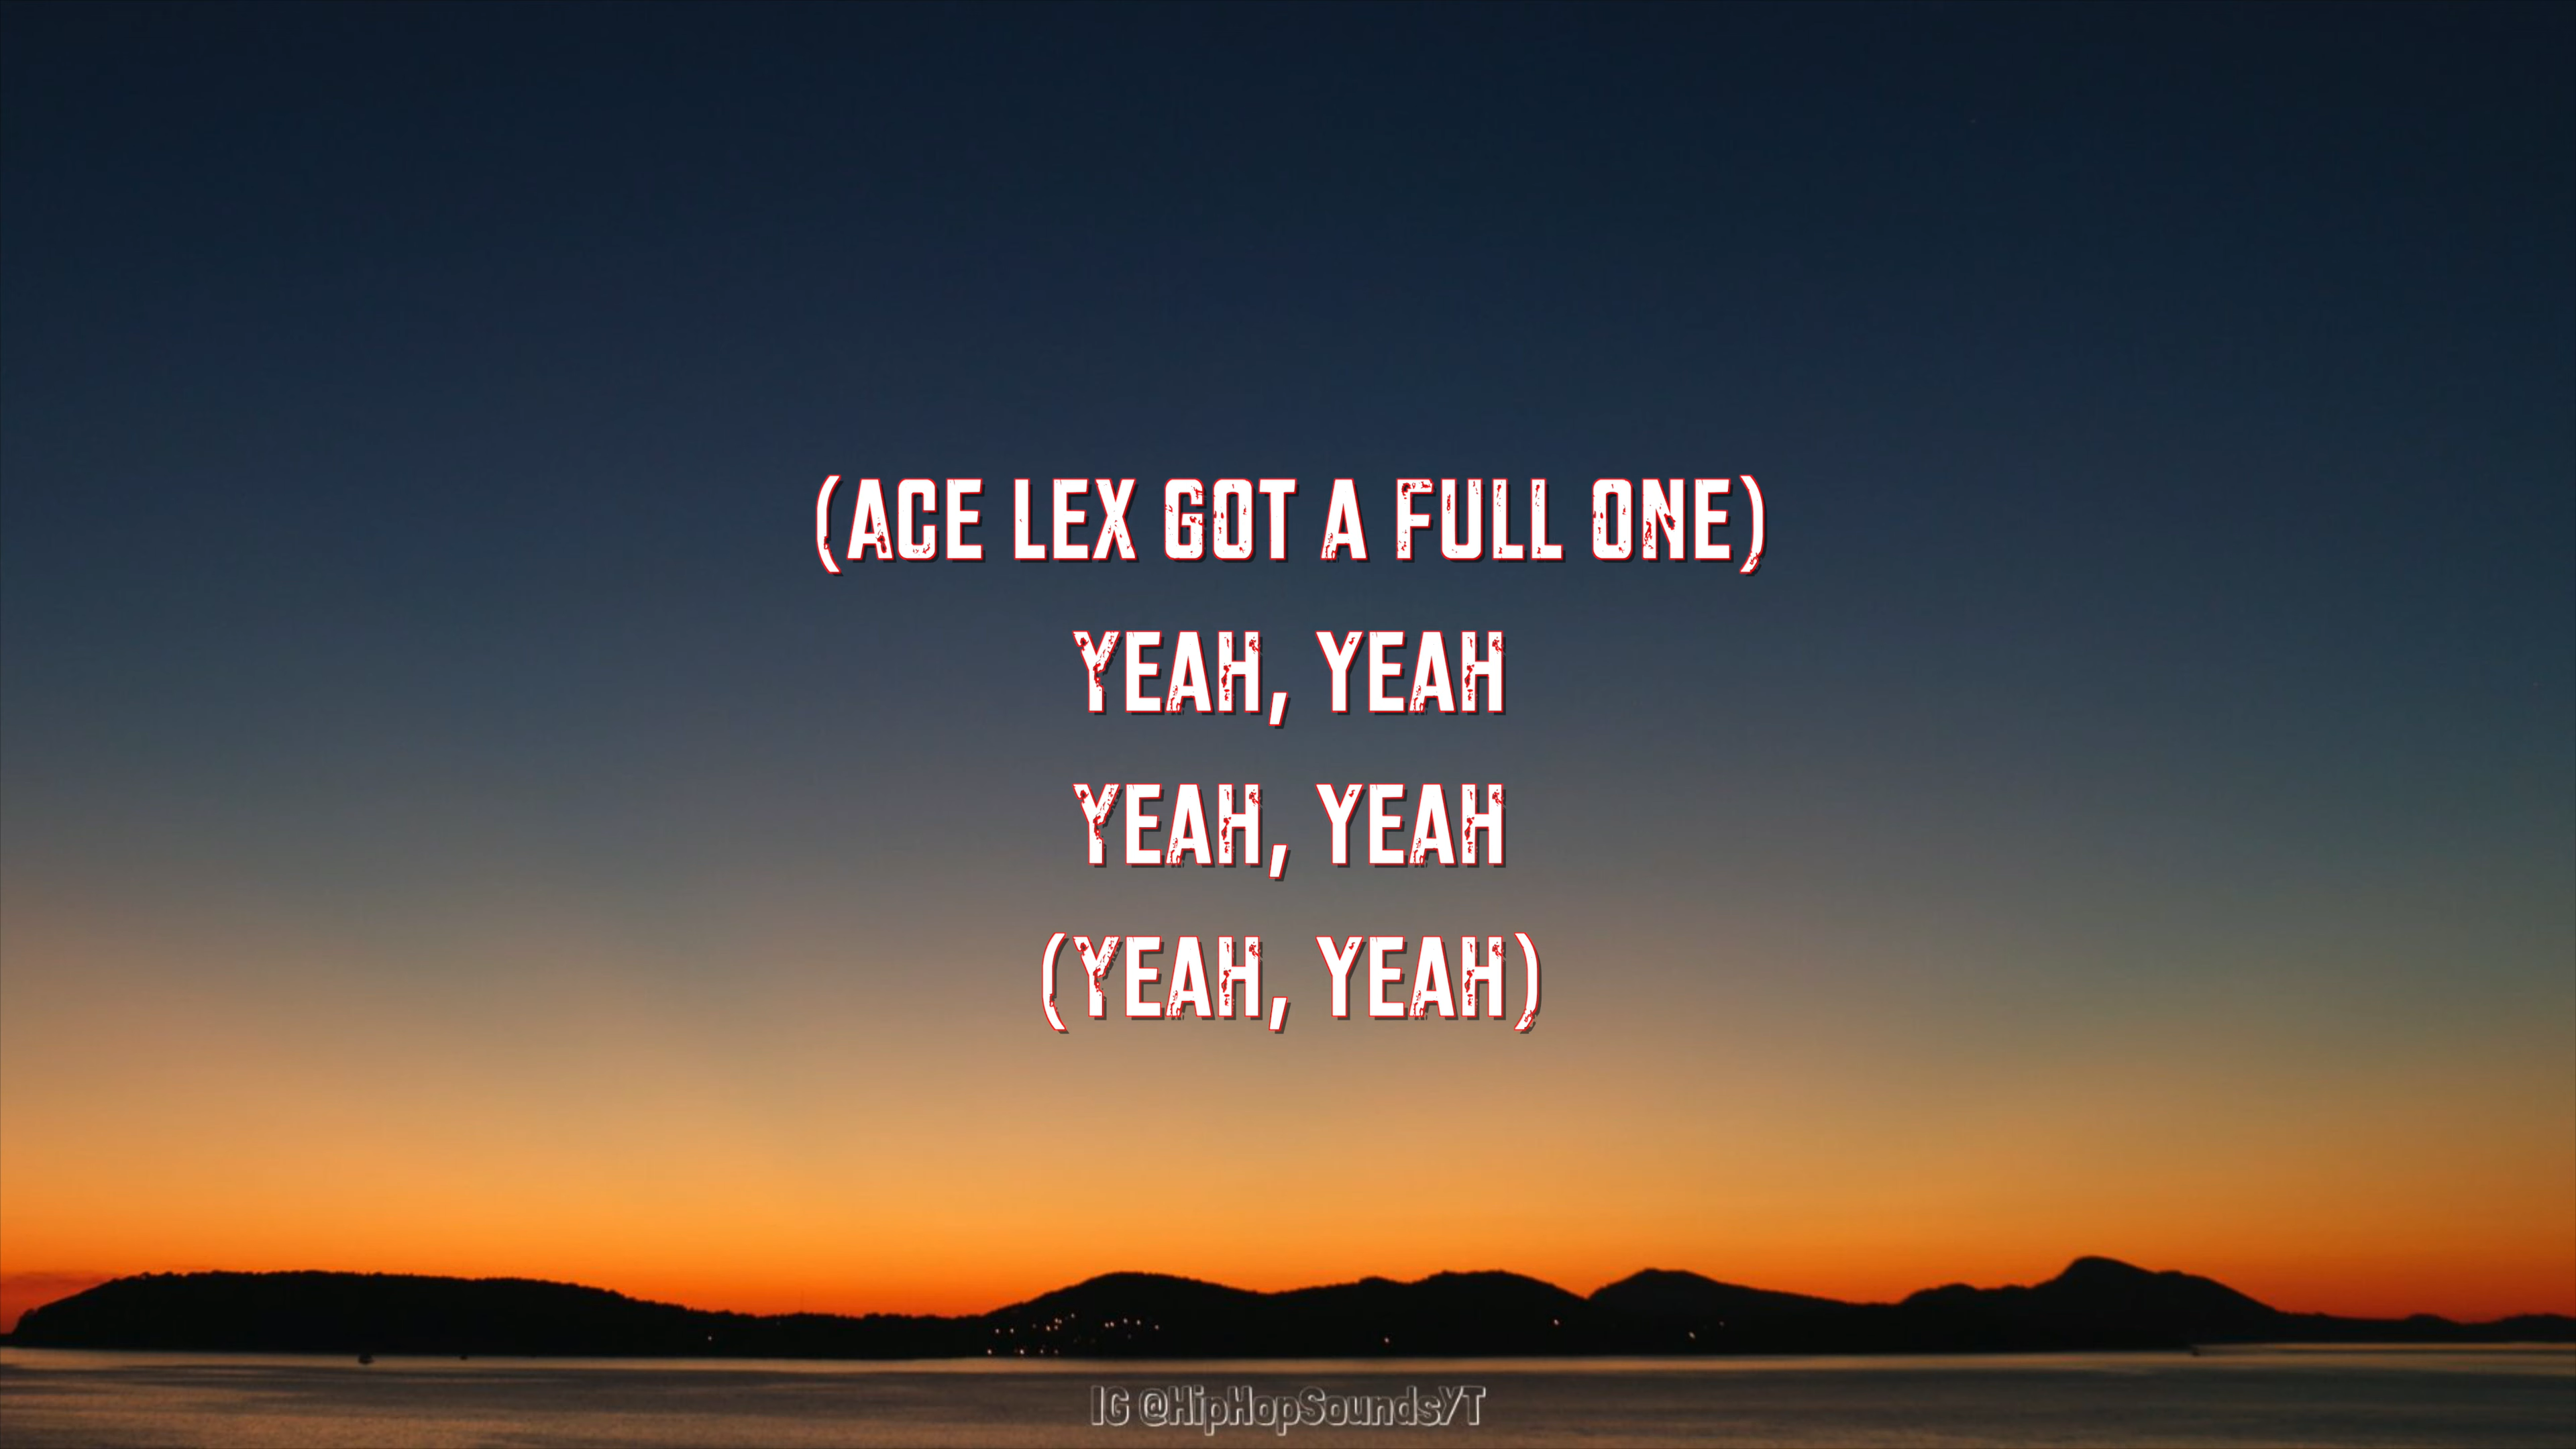 (ACE LEX GOT A FULL ONE)
YEAH, YEAH
YEAH, YEAH
(YEAH, YEAH)
IG @HipHopSoundsYT